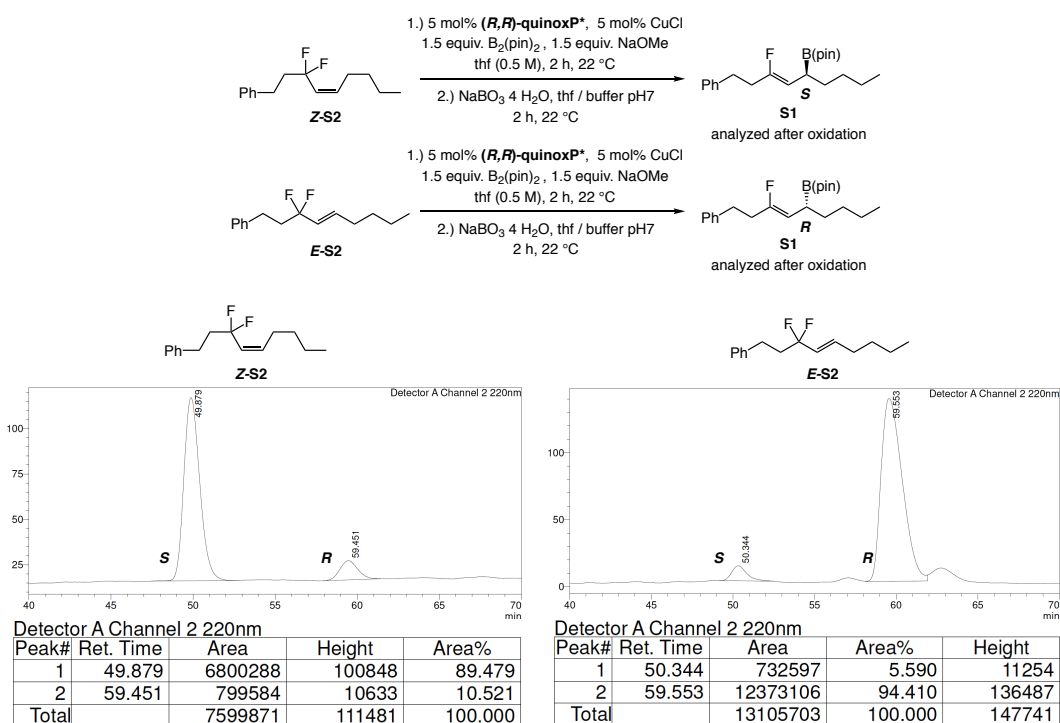 1.) 5 mol% (R,R)-quinoxP*, 5 mol% CuCl
1.5 equiv. B2(pin)2 , 1.5 equiv. NaOMe
thf (0.5 M), 2 h, 22 °C
2.) NaBO3 4 H2O, thf / buffer pH7
2 h, 22 °C
F
F
Ph
Z-S2
F
B(pin)
Ph
S
S1
analyzed after oxidation
1.) 5 mol% (R,R)-quinoxP*, 5 mol% CuCl
1.5 equiv. B2(pin)2 , 1.5 equiv. NaOMe
thf (0.5 M), 2 h, 22 °C
2.) NaBO3 4 H2O, thf / buffer pH7
2 h, 22 °C
F F
Ph
E-S2
F
B(pin)
Ph
R
S1
analyzed after oxidation
F
F
Ph
Z-S2
F F
Ph
E-S2
Detector A Channel 2 220nm
100
75
50
25
49.879
59.451
S
R
40 45 50 55 60 65 70
min
Detector A Channel 2 220nm
100
50
0
50.344
59.553
S
R
40 45 50 55 60 65 70
min
Detector A Channel 2 220nm
Peak# Ret. Time Area Height Area%
1 49.879 6800288 100848 89.479
2 59.451 799584 10633 10.521
Total 7599871 111481 100.000
Detector A Channel 2 220nm
Peak# Ret. Time Area Area% Height
1 50.344 732597 5.590 11254
2 59.553 12373106 94.410 136487
Total 13105703 100.000 147741